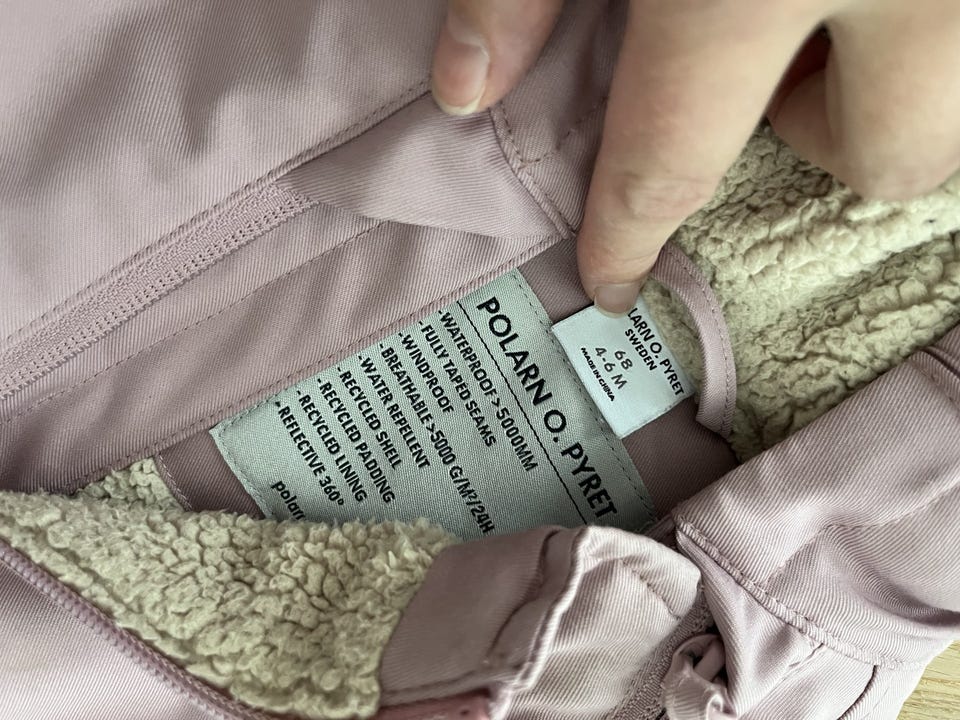 POLARN O. PYRET
-WATERPROOF >5000MM
-FULLY TAPED SEAMS
-WINDPROOF
BREATHABLE >5000 G/M²/24H
-WATER REPELLENT
-RECYCLED SHELL
-RECYCLED PADDING
-RECYCLED LINING
-REFLECTIVE 360°
polarn
LARN O. PYRET
SWEDEN
68
4-6 M
MADE IN CHINA